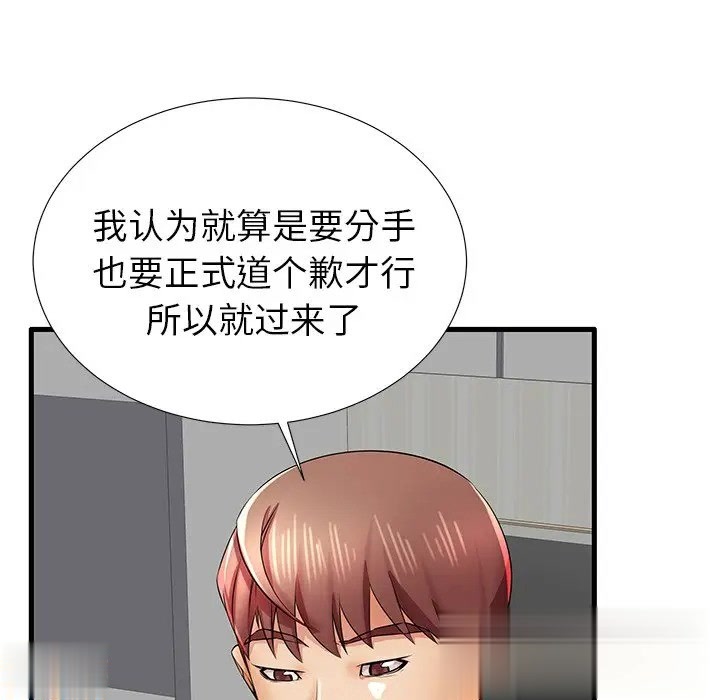 我认为就算是要分手
也要正式道个歉才行
所以就过来了